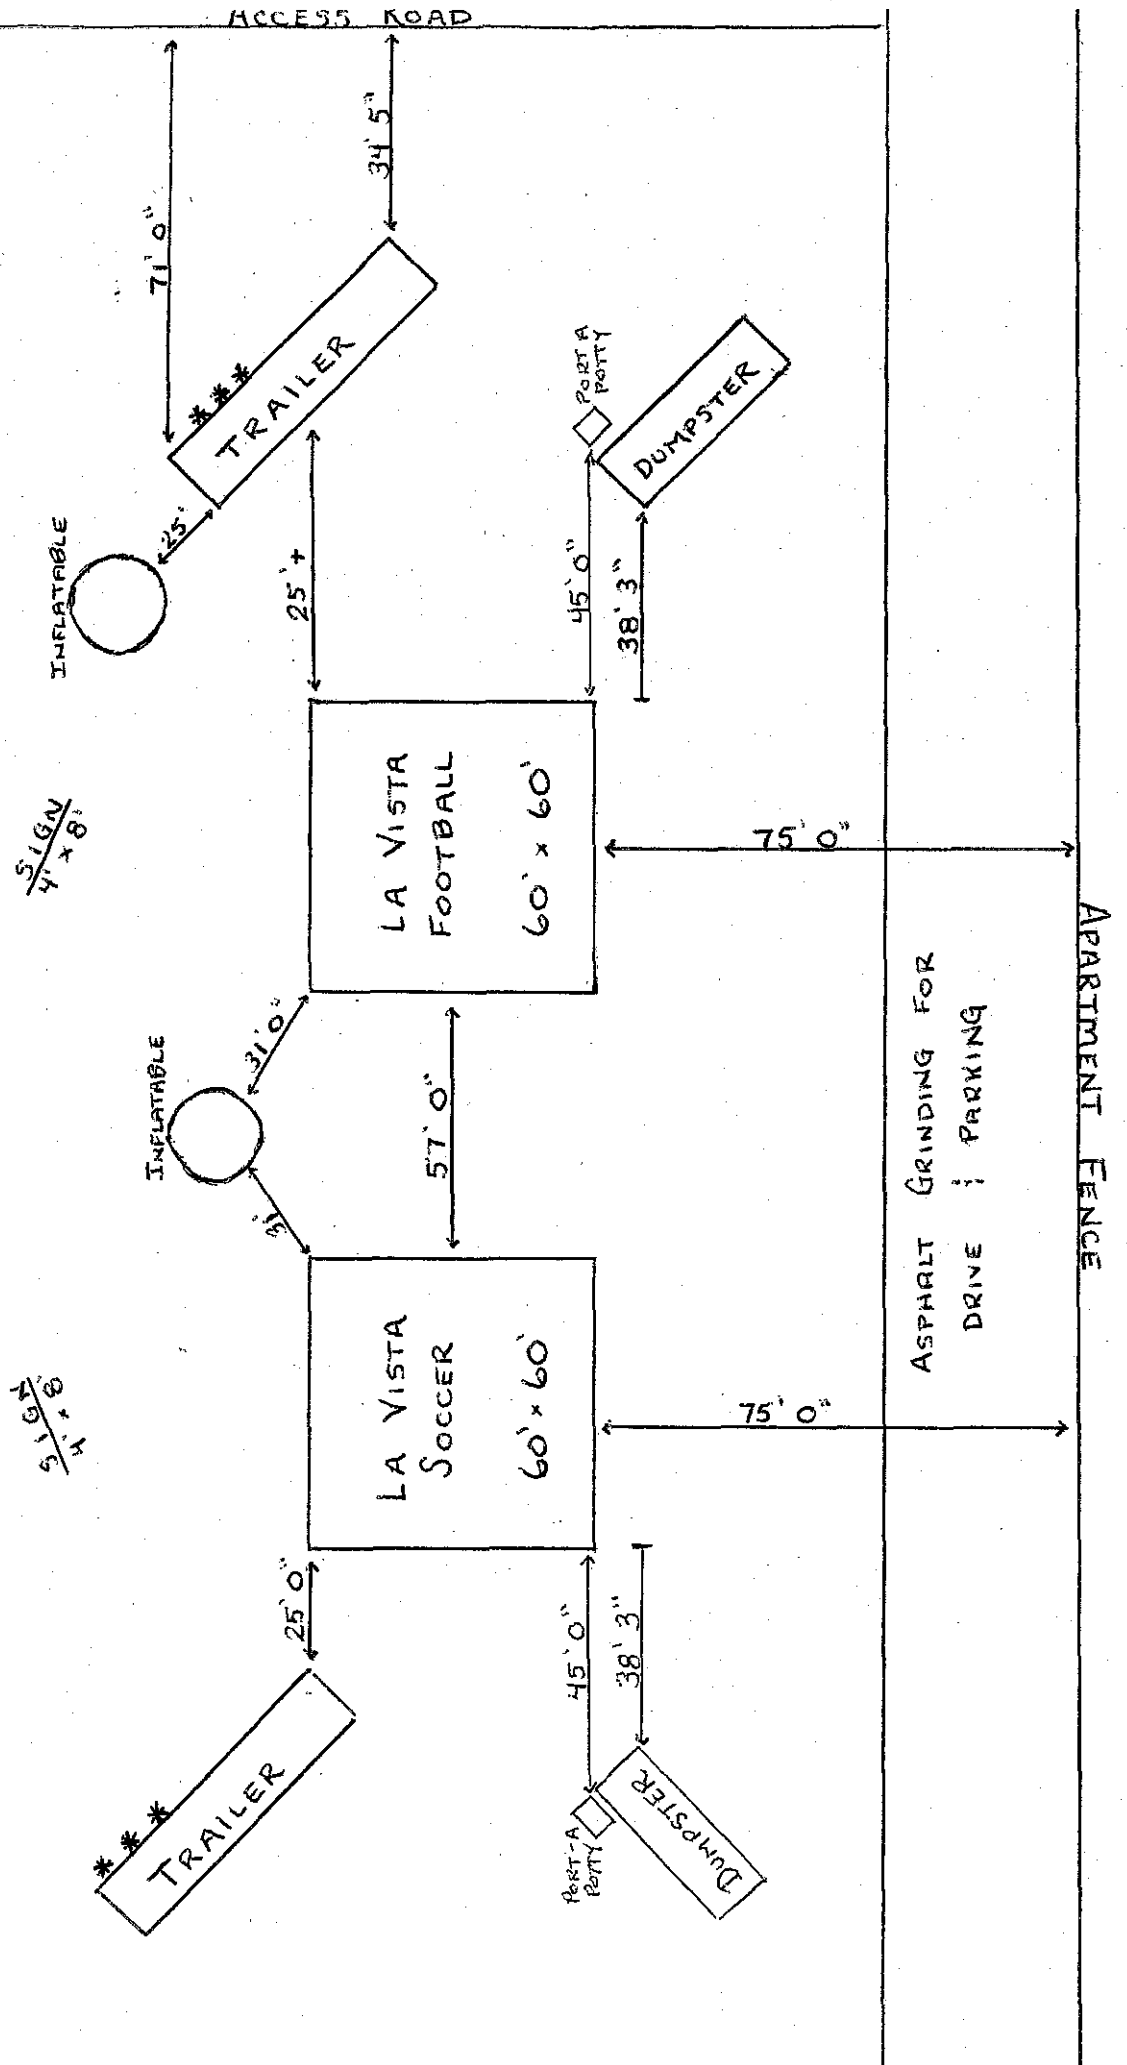 ACCESS ROAD
34' 5"
71' 0"
* * *
TRAILER
PORT A
POTTY
DUMPSTER
25'
INFLATABLE
25' +
45' 0"
38' 3"
SIGN
4' x 8'
LA VISTA
FOOTBALL
60' x 60'
75' 0"
APARTMENT FENCE
ASPHALT GRINDING FOR
DRIVE & PARKING
31' 0"
INFLATABLE
57' 0"
31'
SIGN
4' x 8'
LA VISTA
SOCCER
60' x 60'
75' 0"
25' 0"
45' 0"
38' 3"
* * *
TRAILER
PORT-A
POTTY
DUMPSTER